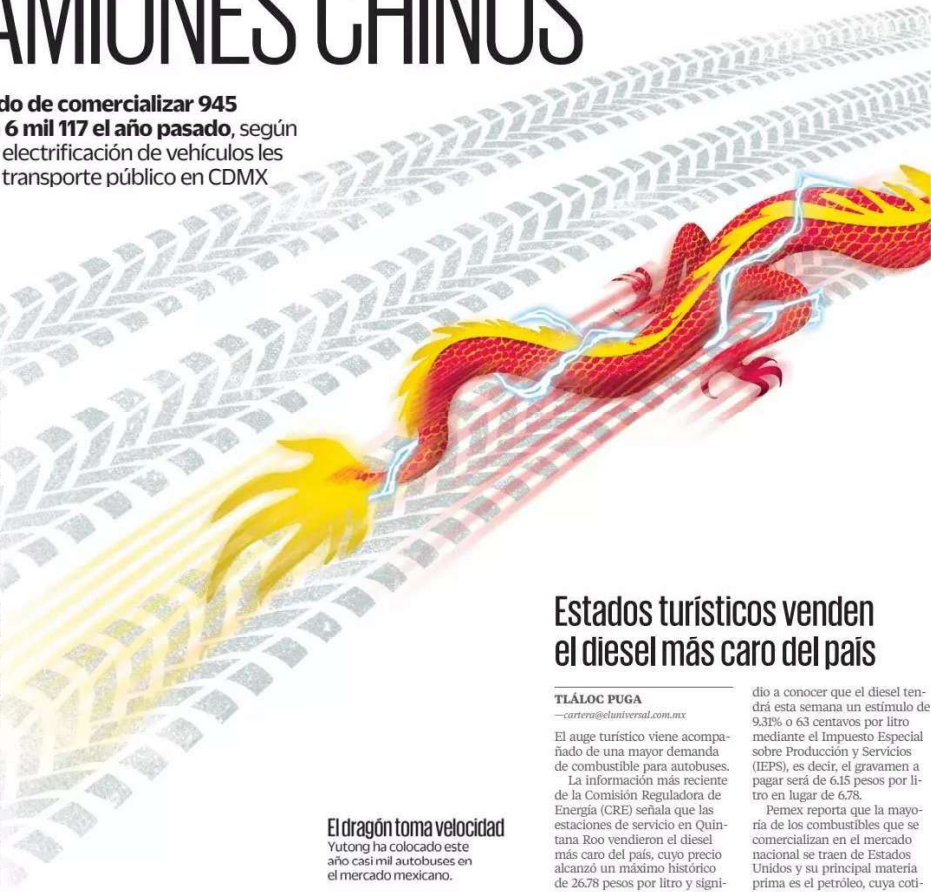 AMIONES CHINOS
do de comercializar 945
6 mil 117 el año pasado, según
electrificación de vehículos les
transporte público en CDMX
El dragón toma velocidad
Yutong ha colocado este
año casi mil autobuses en
el mercado mexicano.
Estados turísticos venden
el diesel más caro del país
TLÁLOC PUGA
—cartera@eluniversal.com.mx
El auge turístico viene acompa-
ñado de una mayor demanda
de combustible para autobuses.
La información más reciente
de la Comisión Reguladora de
Energía (CRE) señala que las
estaciones de servicio en Quin-
tana Roo vendieron el diesel
más caro del país, cuyo precio
alcanzó un máximo histórico
de 26.78 pesos por litro y signi-
dio a conocer que el diesel ten-
drá esta semana un estímulo de
9.31% o 63 centavos por litro
mediante el Impuesto Especial
sobre Producción y Servicios
(IEPS), es decir, el gravamen a
pagar será de 6.15 pesos por li-
tro en lugar de 6.78.
Pemex reporta que la mayo-
ría de los combustibles que se
comercializan en el mercado
nacional se traen de Estados
Unidos y su principal materia
prima es el petróleo, cuya coti-